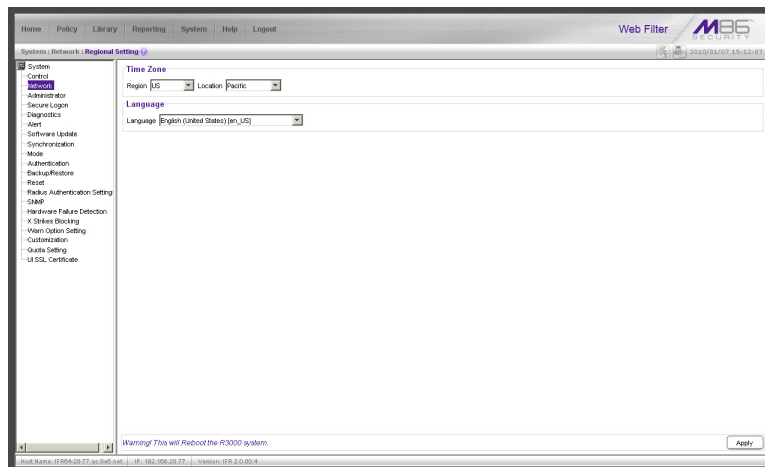 Home Policy Library Reporting System Help Logout
Web Filter
M86 SECURITY
System : Network : Regional Setting
2010/01/07 15:12:07
System
Control
Network
Administrator
Secure Logon
Diagnostics
Alert
Software Update
Synchronization
Mode
Authentication
Backup/Restore
Reset
Radius Authentication Setting
SNMP
Hardware Failure Detection
X Strikes Blocking
Warn Option Setting
Customization
Quota Setting
UI SSL Certificate
Time Zone
Region US Location Pacific
Language
Language English (United States) [en_US]
Warning! This will Reboot the R3000 system.
Apply
Host Name: IFR64-20-77.qc.8e6.net IP: 192.168.20.77 Version: IFR 2.0.00.4